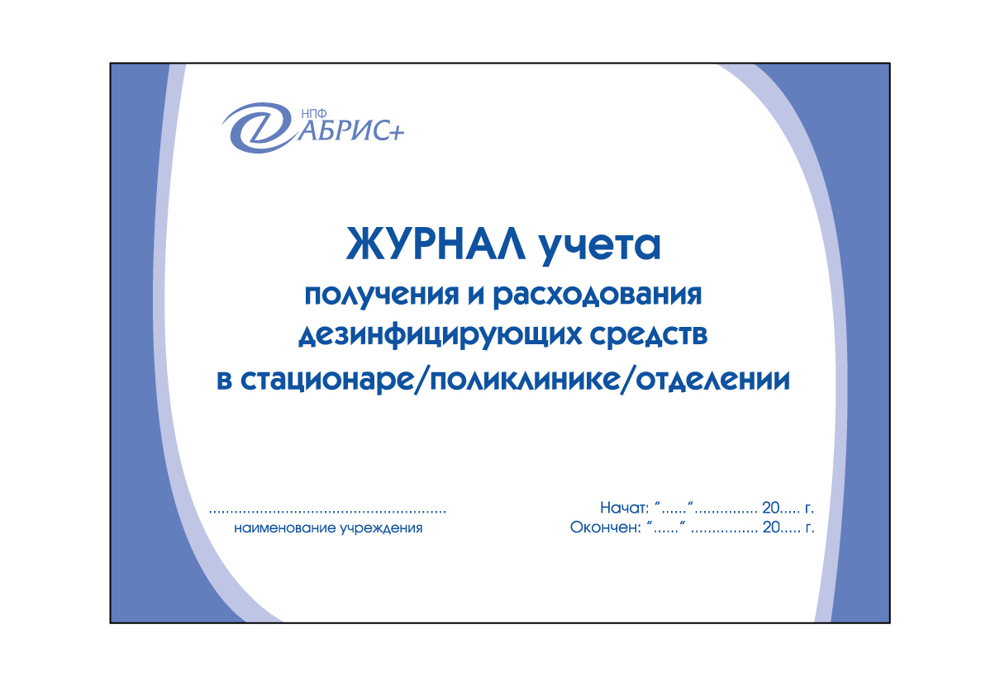 НПФ
АБРИС+
ЖУРНАЛ учета
получения и расходования
дезинфицирующих средств
в стационаре/поликлинике/отделении
.......................................................
наименование учреждения
Начат: "......"............... 20..... г.
Окончен: "......" ................ 20..... г.